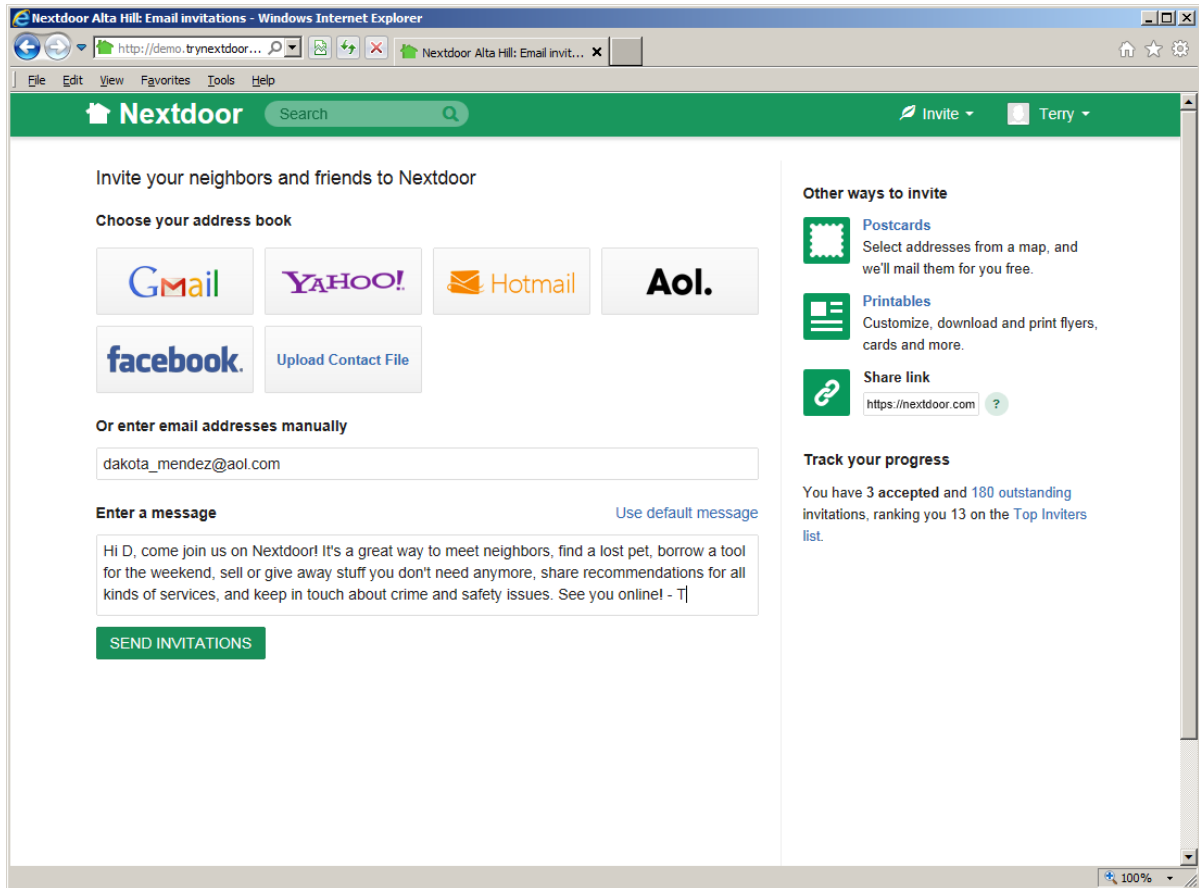 Nextdoor Alta Hill: Email invitations - Windows Internet Explorer
http://demo.trynextdoor...
Nextdoor Alta Hill: Email invit...
File Edit View Favorites Tools Help
Nextdoor
Search
Invite
Terry
Invite your neighbors and friends to Nextdoor
Choose your address book
Gmail
YAHOO!
Hotmail
Aol.
facebook.
Upload Contact File
Or enter email addresses manually
dakota_mendez@aol.com
Enter a message
Use default message
Hi D, come join us on Nextdoor! It's a great way to meet neighbors, find a lost pet, borrow a tool
for the weekend, sell or give away stuff you don't need anymore, share recommendations for all
kinds of services, and keep in touch about crime and safety issues. See you online! - T
SEND INVITATIONS
Other ways to invite
Postcards
Select addresses from a map, and
we'll mail them for you free.
Printables
Customize, download and print flyers,
cards and more.
Share link
https://nextdoor.com
?
Track your progress
You have 3 accepted and 180 outstanding
invitations, ranking you 13 on the Top Inviters
list.
100%